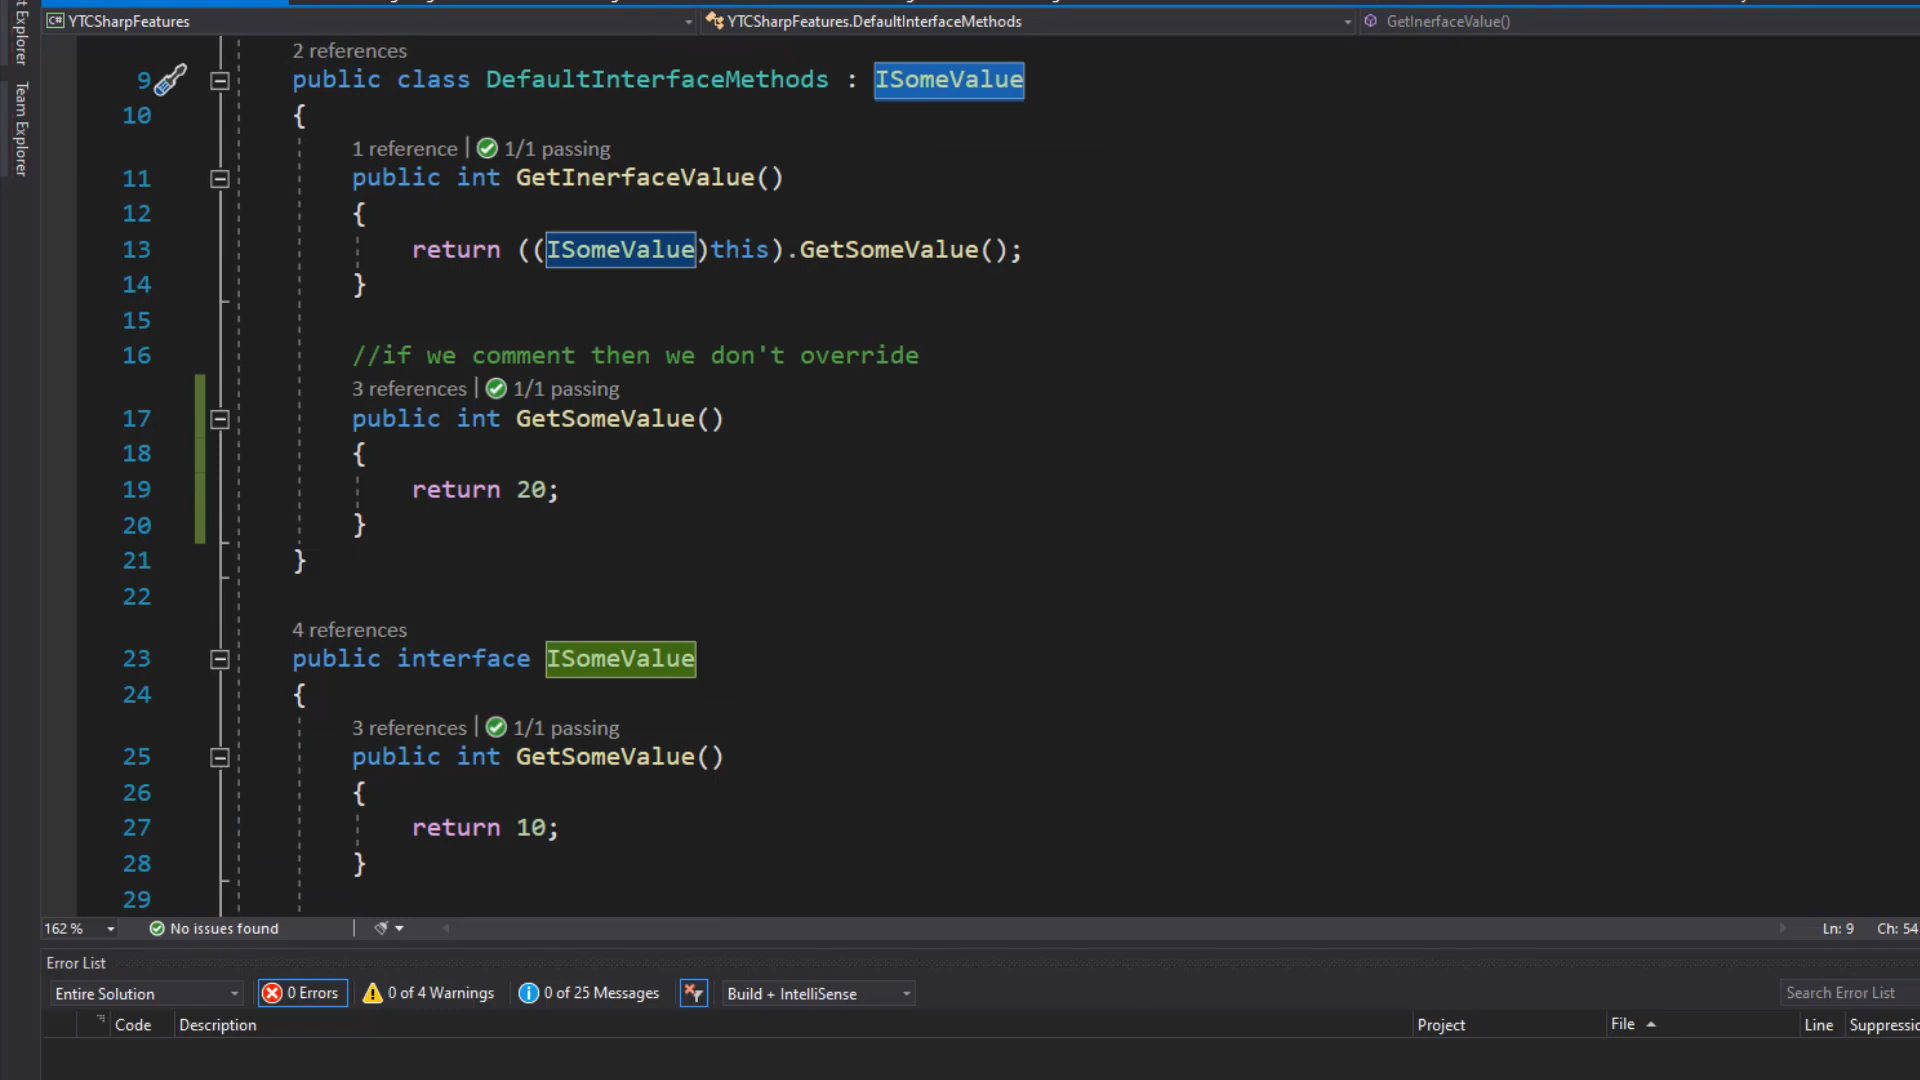 t Explorer
Team Explorer
C# YTCSharpFeatures
YTCSharpFeatures.DefaultInterfaceMethods
GetInerfaceValue()
2 references
9 public class DefaultInterfaceMethods : ISomeValue
10 {
1 reference | 1/1 passing
11 public int GetInerfaceValue()
12 {
13 return ((ISomeValue)this).GetSomeValue();
14 }
15
16 //if we comment then we don't override
3 references | 1/1 passing
17 public int GetSomeValue()
18 {
19 return 20;
20 }
21 }
22
4 references
23 public interface ISomeValue
24 {
3 references | 1/1 passing
25 public int GetSomeValue()
26 {
27 return 10;
28 }
29
162 % No issues found Ln: 9 Ch: 54
Error List
Entire Solution 0 Errors 0 of 4 Warnings 0 of 25 Messages Build + IntelliSense Search Error List
Code Description Project File Line Suppressio